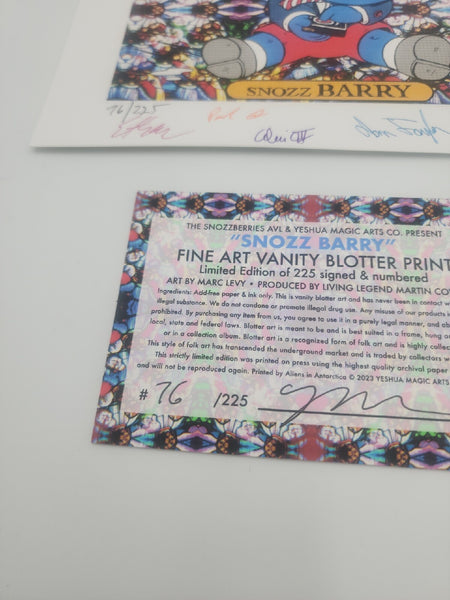 SNOZZ BARRY
76/225
THE SNOZZBERRIES AVL & YESHUA MAGIC ARTS CO. PRESENT
"SNOZZ BARRY"
FINE ART VANITY BLOTTER PRINT
Limited Edition of 225 signed & numbered
ART BY MARC LEVY • PRODUCED BY LIVING LEGEND MARTIN CO
Ingredients: Acid-free paper & ink only. This is vanity blotter art and has never been in contact w
illegal substance. We do not condone or promote illegal drug use. Any misuse of our products i
prohibited. By purchasing any item from us, you agree to use it in a purely legal manner, and ab
local, state and federal laws. Blotter art is meant to be and is best suited in a frame, hung o
or in a collection album. Blotter art is a recognized form of folk art and is highly collec
This style of folk art has transcended the underground market and is traded by collectors w
This strictly limited edition was printed on press using the highest quality archival paper
and will not be reproduced again. Printed by Aliens in Antarctica © 2023 YESHUA MAGIC ARTS
# 76 /225